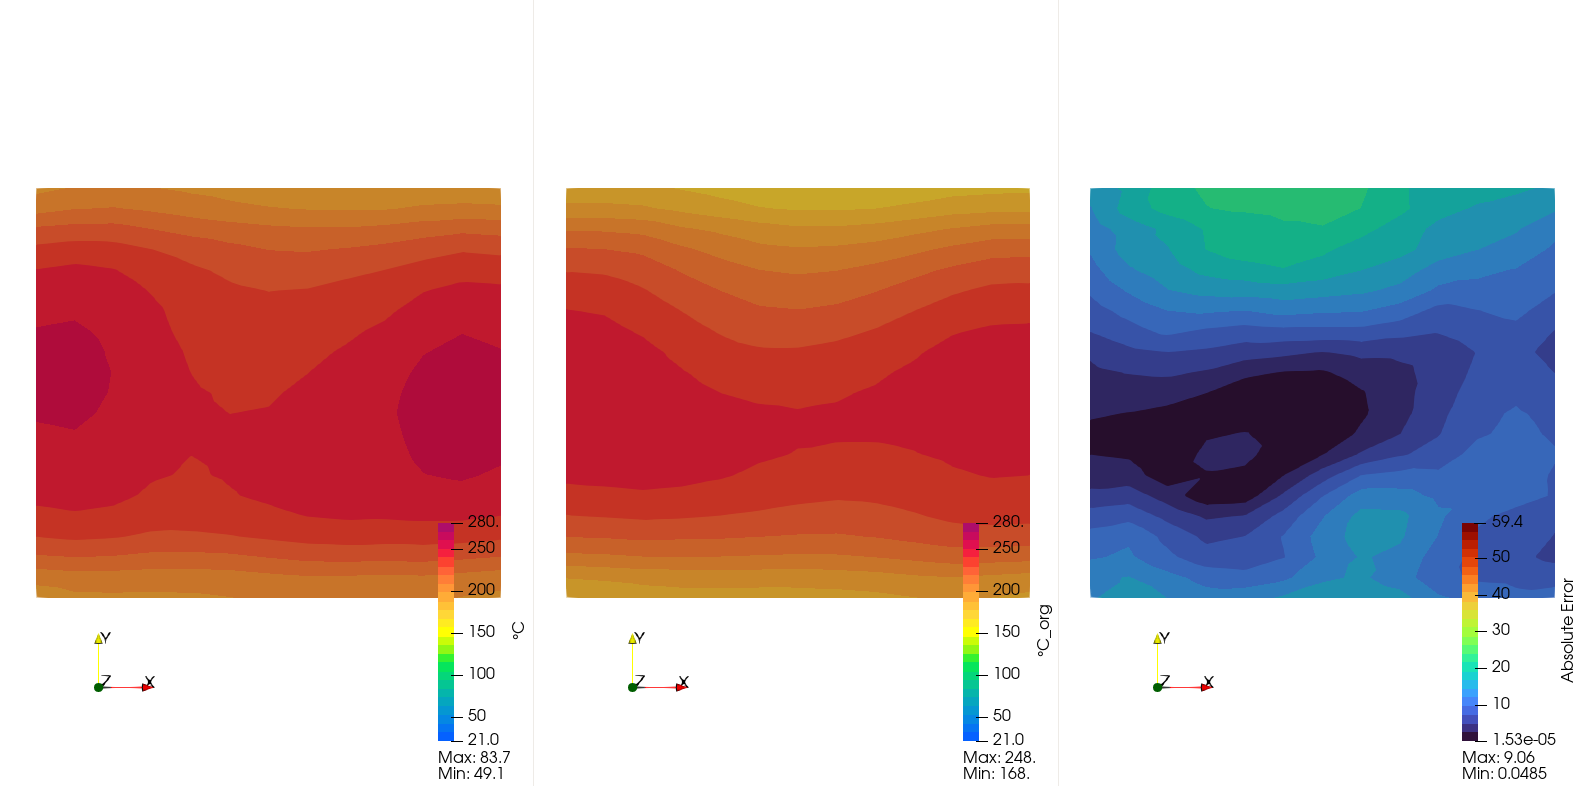 280.
250
200
150
100
50
21.0
°C
Max: 83.7
Min: 49.1
Y
Z
X
280.
250
200
150
100
50
21.0
°C_org
Max: 248.
Min: 168.
Y
Z
X
59.4
50
40
30
20
10
1.53e-05
Absolute Error
Max: 9.06
Min: 0.0485
Y
Z
X